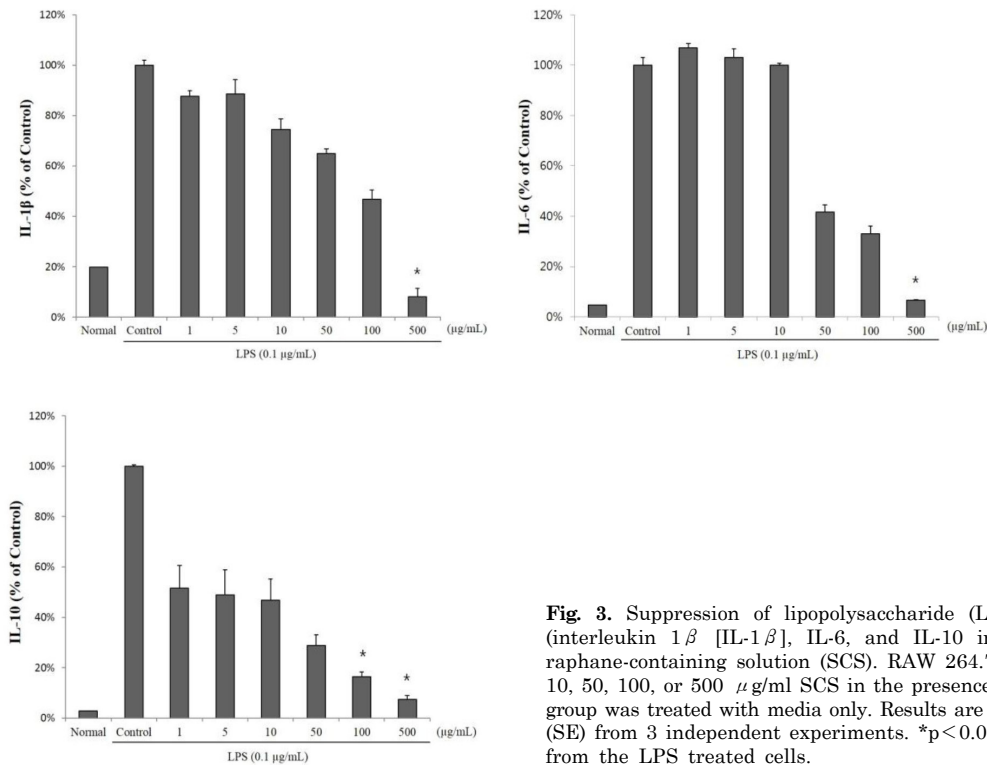 120%
100%
80%
60%
40%
20%
0%
IL-1β (% of Control)
*
Normal Control 1 5 10 50 100 500 (µg/mL)
LPS (0.1 µg/mL)
120%
100%
80%
60%
40%
20%
0%
IL-6 (% of Control)
*
Normal Control 1 5 10 50 100 500 (µg/mL)
LPS (0.1 µg/mL)
120%
100%
80%
60%
40%
20%
0%
IL-10 (% of Control)
* *
Normal Control 1 5 10 50 100 500 (µg/mL)
LPS (0.1 µg/mL)
Fig. 3. Suppression of lipopolysaccharide (L
(interleukin 1β [IL-1β], IL-6, and IL-10 in
raphane-containing solution (SCS). RAW 264.
10, 50, 100, or 500 µg/ml SCS in the presence
group was treated with media only. Results are
(SE) from 3 independent experiments. *p<0.0
from the LPS treated cells.